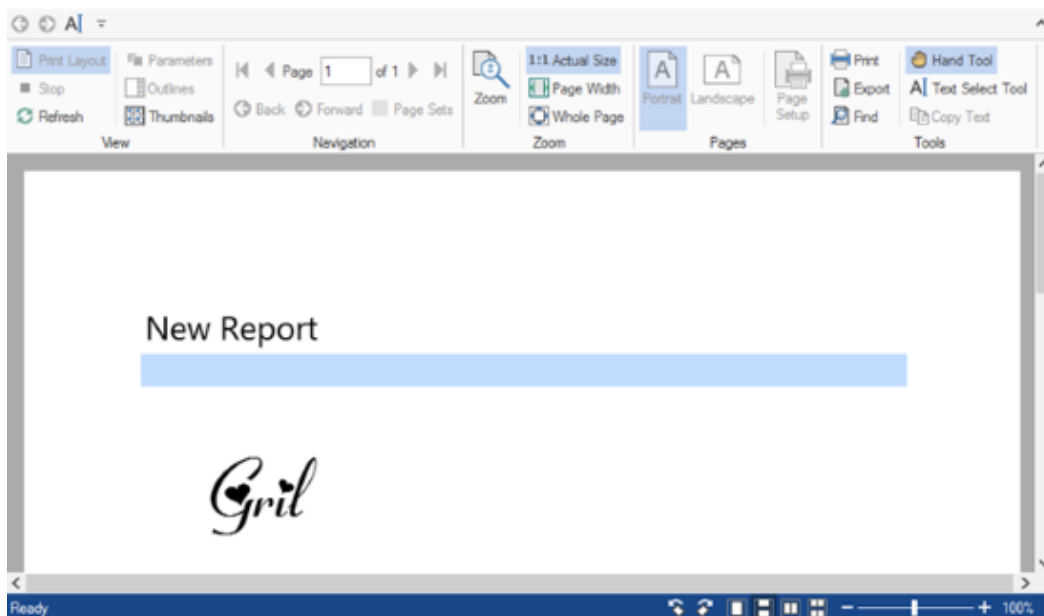 Print Layout Parameters
Stop Outlines
Refresh Thumbnails
View
Page 1 of 1
Back Forward Page Sets
Navigation
Zoom
1:1 Actual Size
Page Width
Whole Page
Zoom
Portrait Landscape Page Setup
Pages
Print Hand Tool
Export Text Select Tool
Find Copy Text
Tools
New Report
Gril
Ready 100%